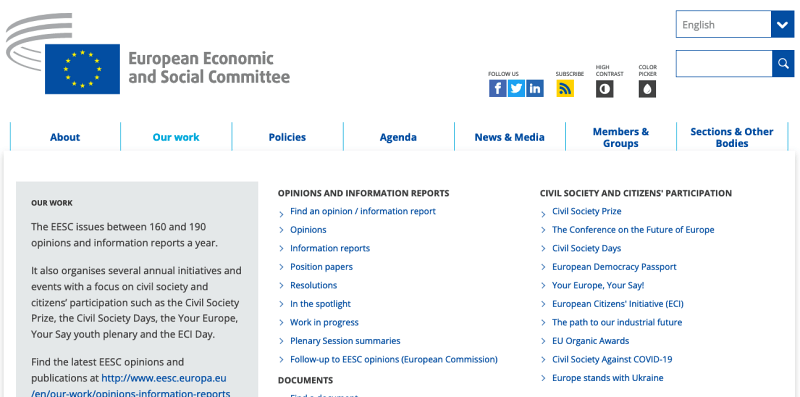 English
European Economic
and Social Committee
FOLLOW US
SUBSCRIBE
HIGH
CONTRAST
COLOR
PICKER
About
Our work
Policies
Agenda
News & Media
Members &
Groups
Sections & Other
Bodies
OUR WORK
The EESC issues between 160 and 190
opinions and information reports a year.
It also organises several annual initiatives and
events with a focus on civil society and
citizens’ participation such as the Civil Society
Prize, the Civil Society Days, the Your Europe,
Your Say youth plenary and the ECI Day.
Find the latest EESC opinions and
publications at http://www.eesc.europa.eu
/en/our-work/opinions-information-reports
OPINIONS AND INFORMATION REPORTS
Find an opinion / information report
Opinions
Information reports
Position papers
Resolutions
In the spotlight
Work in progress
Plenary Session summaries
Follow-up to EESC opinions (European Commission)
DOCUMENTS
Find a document
CIVIL SOCIETY AND CITIZENS' PARTICIPATION
Civil Society Prize
The Conference on the Future of Europe
Civil Society Days
European Democracy Passport
Your Europe, Your Say!
European Citizens' Initiative (ECI)
The path to our industrial future
EU Organic Awards
Civil Society Against COVID-19
Europe stands with Ukraine